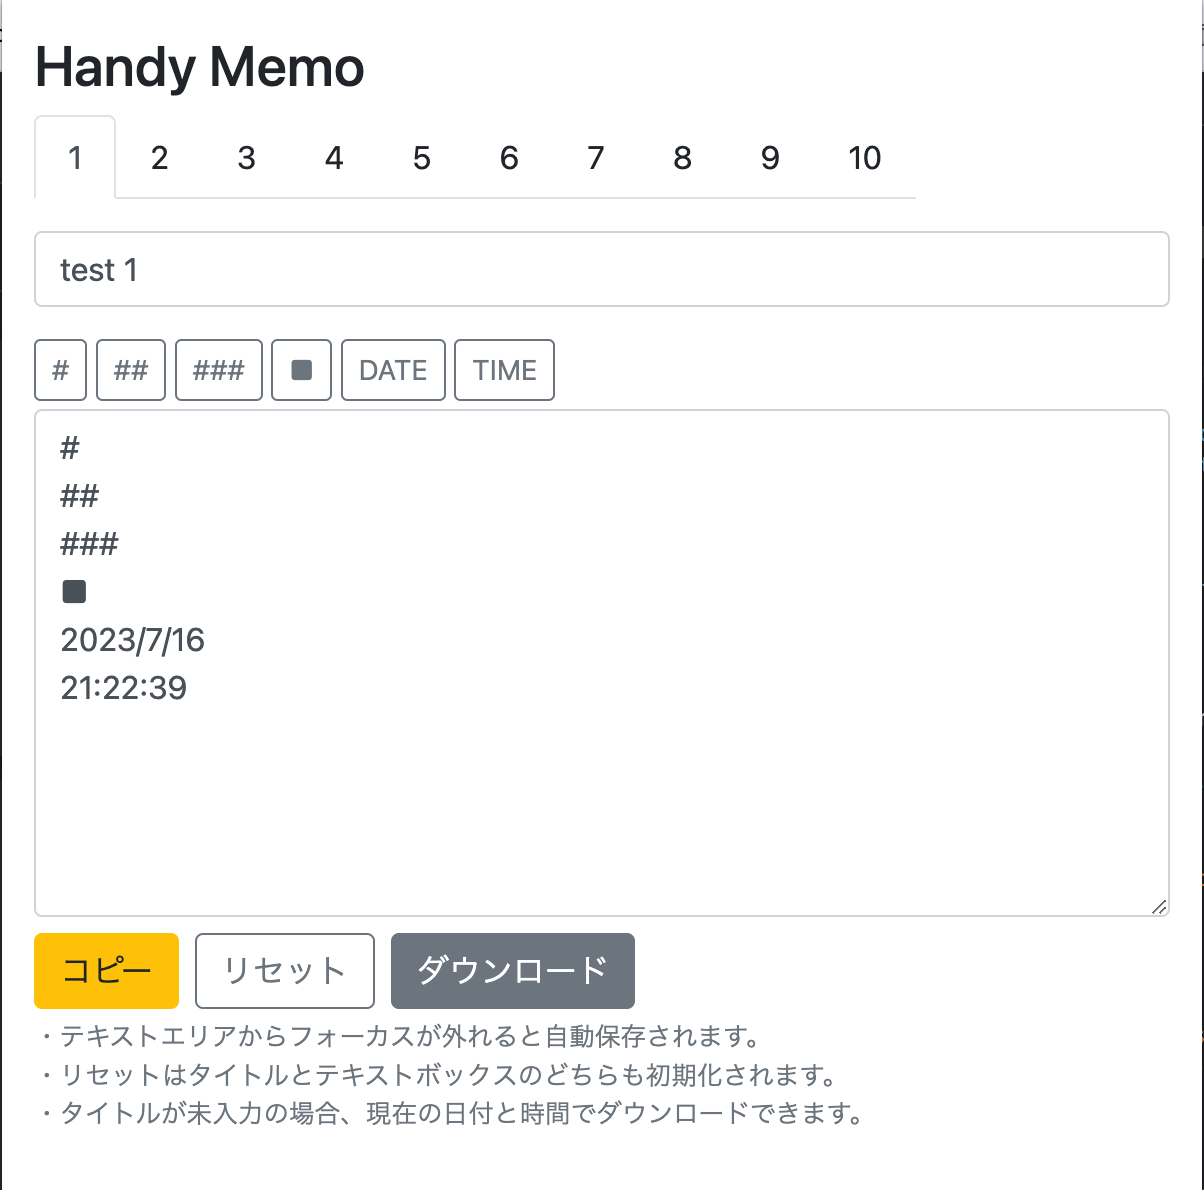 Handy Memo
1 2 3 4 5 6 7 8 9 10
test 1
# ## ### ■ DATE TIME
#
##
###
■
2023/7/16
21:22:39
コピー リセット ダウンロード
・テキストエリアからフォーカスが外れると自動保存されます。
・リセットはタイトルとテキストボックスのどちらも初期化されます。
・タイトルが未入力の場合、現在の日付と時間でダウンロードできます。